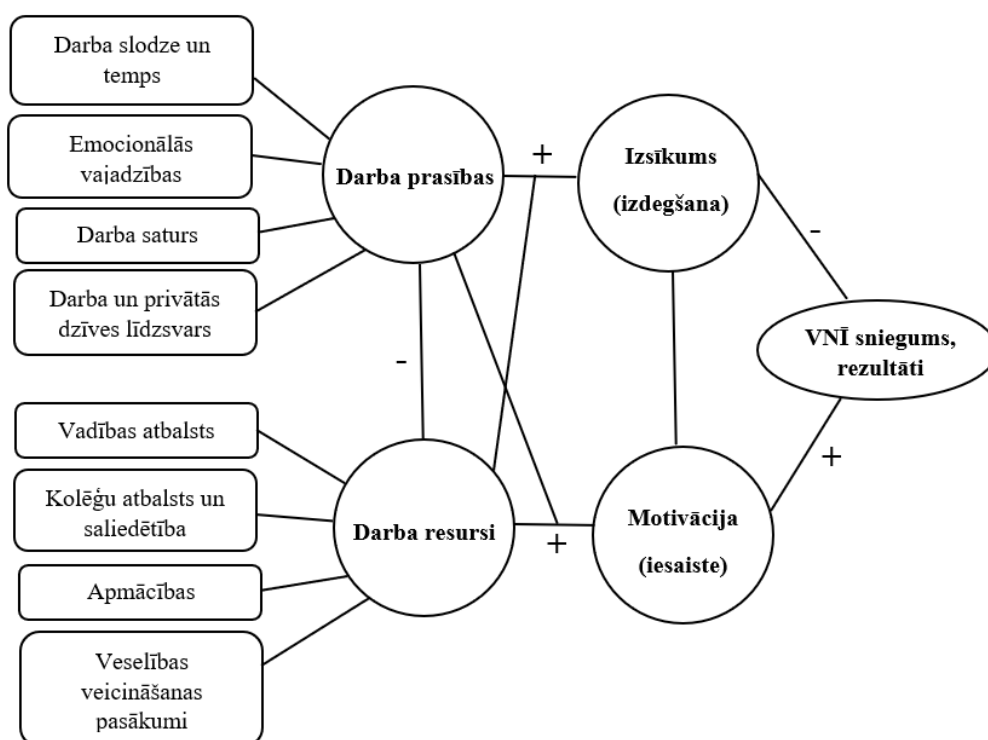 Darba slodze un
temps
Emocionālās
vajadzības
Darba saturs
Darba un privātās
dzīves līdzsvars
Vadības atbalsts
Kolēģu atbalsts un
saliedētība
Apmācības
Veselības
veicināšanas
pasākumi
Darba prasības
-
Darba resursi
+
+
Izsīkums
(izdegšana)
Motivācija
(iesaiste)
-
+
VNĪ sniegums,
rezultāti